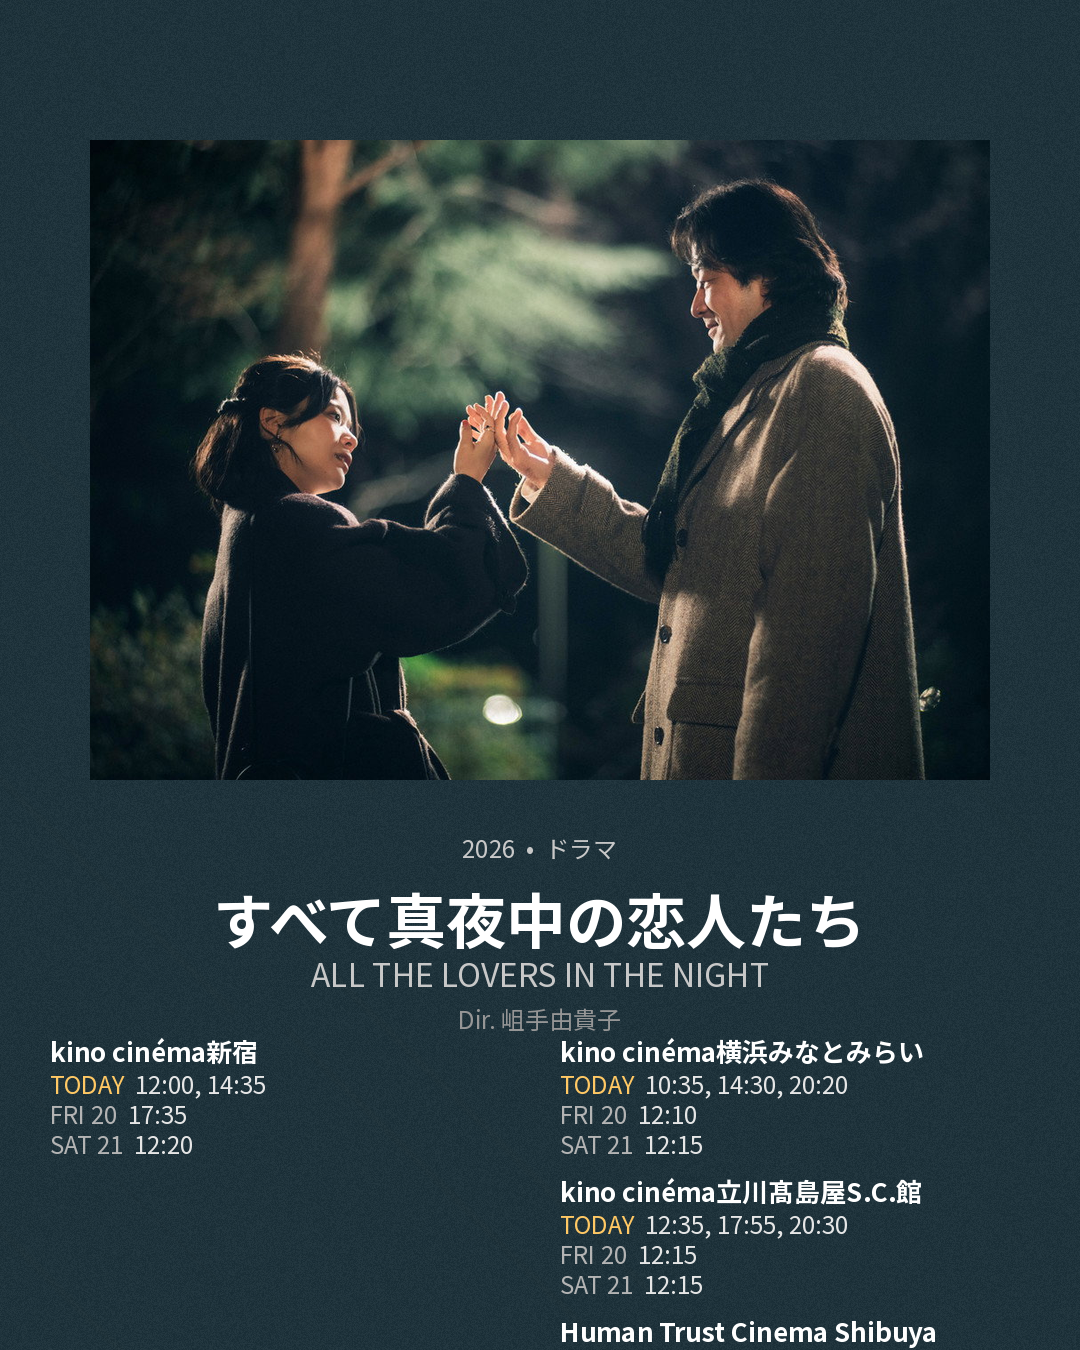 2026 • ドラマ
すべて真夜中の恋人たち
ALL THE LOVERS IN THE NIGHT
Dir. 岨手由貴子
kino cinéma新宿
TODAY 12:00, 14:35
FRI 20 17:35
SAT 21 12:20
kino cinéma横浜みなとみらい
TODAY 10:35, 14:30, 20:20
FRI 20 12:10
SAT 21 12:15
kino cinéma立川髙島屋S.C.館
TODAY 12:35, 17:55, 20:30
FRI 20 12:15
SAT 21 12:15
Human Trust Cinema Shibuya